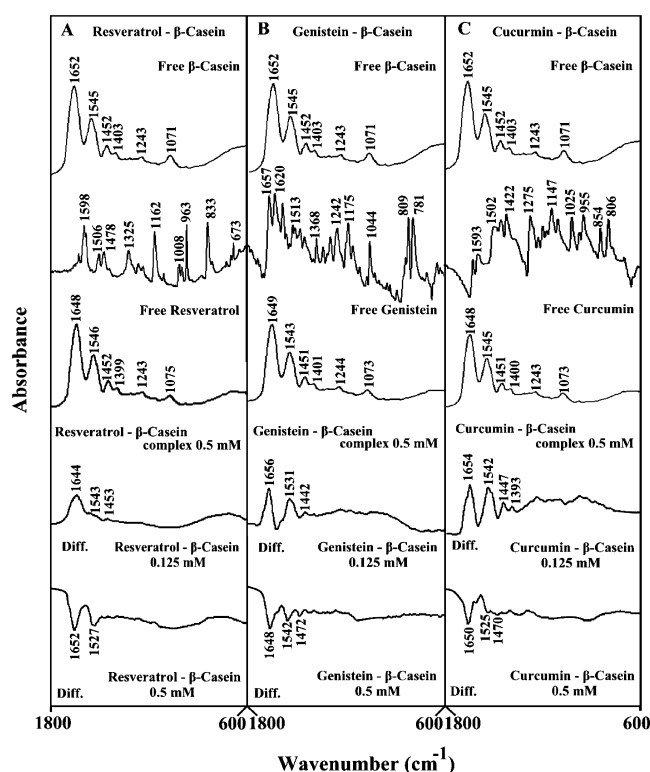 A
Resveratrol - β-Casein
Free β-Casein
1652
1545
1452
1403
1243
1071
1598
1506
1478
1325
1162
1008
963
833
673
Free Resveratrol
1648
1546
1452
1399
1243
1075
Resveratrol - β-Casein
complex 0.5 mM
1644
1543
1453
Diff.
Resveratrol - β-Casein
0.125 mM
1652
1527
Resveratrol - β-Casein
Diff.
0.5 mM
B
Genistein - β-Casein
Free β-Casein
1652
1545
1452
1403
1243
1071
1657
1620
1513
1368
1242
1175
1044
809
781
Free Genistein
1649
1543
1451
1401
1244
1073
Genistein - β-Casein
complex 0.5 mM
1656
1531
1442
Diff.
Genistein - β-Casein
0.125 mM
1648
1542
1472
Genistein - β-Casein
Diff.
0.5 mM
C
Cucurmin - β-Casein
Free β-Casein
1652
1545
1452
1403
1243
1071
1593
1502
1422
1275
1147
1025
955
854
806
Free Curcumin
1648
1545
1451
1400
1243
1073
Curcumin - β-Casein
complex 0.5 mM
1654
1542
1447
1393
Diff.
Curcumin - β-Casein
0.125 mM
1650
1525
1470
Curcumin - β-Casein
Diff.
0.5 mM
1800
600
1800
600
1800
600
Absorbance
Wavenumber (cm-1)